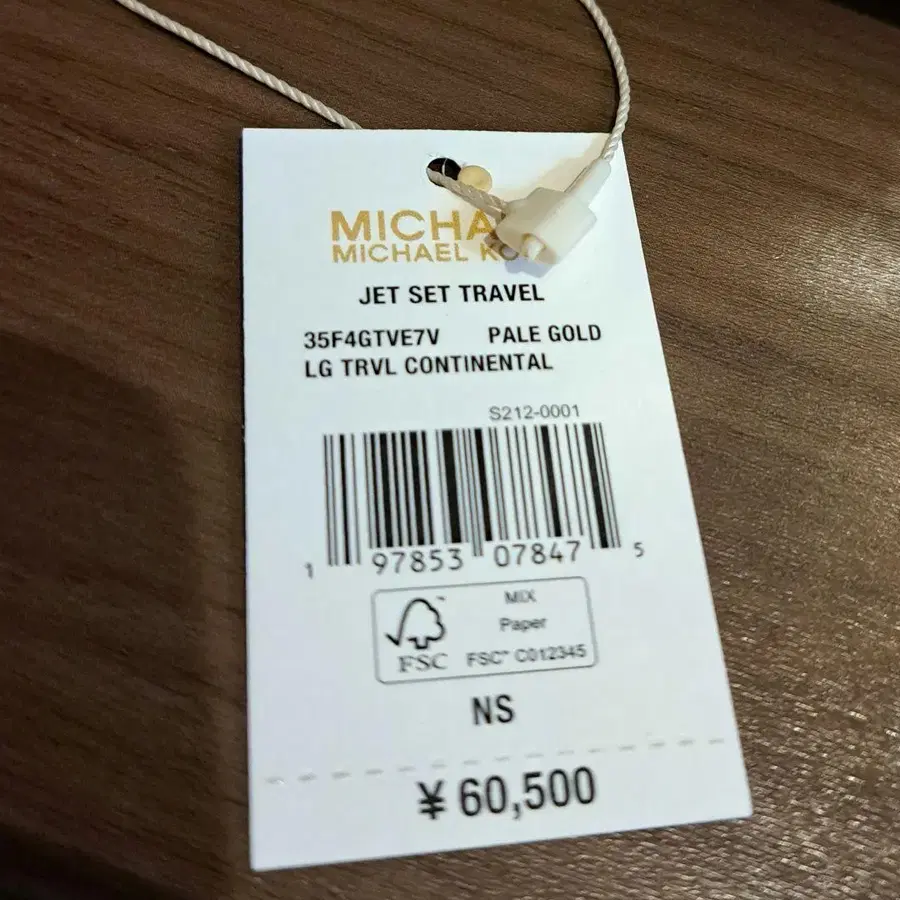 MICHA
MICHAEL KO
JET SET TRAVEL
35F4GTVE7V PALE GOLD
LG TRVL CONTINENTAL
S212-0001
1 97853 07847 5
MIX
Paper
FSC™ C012345
FSC
NS
¥ 60,500